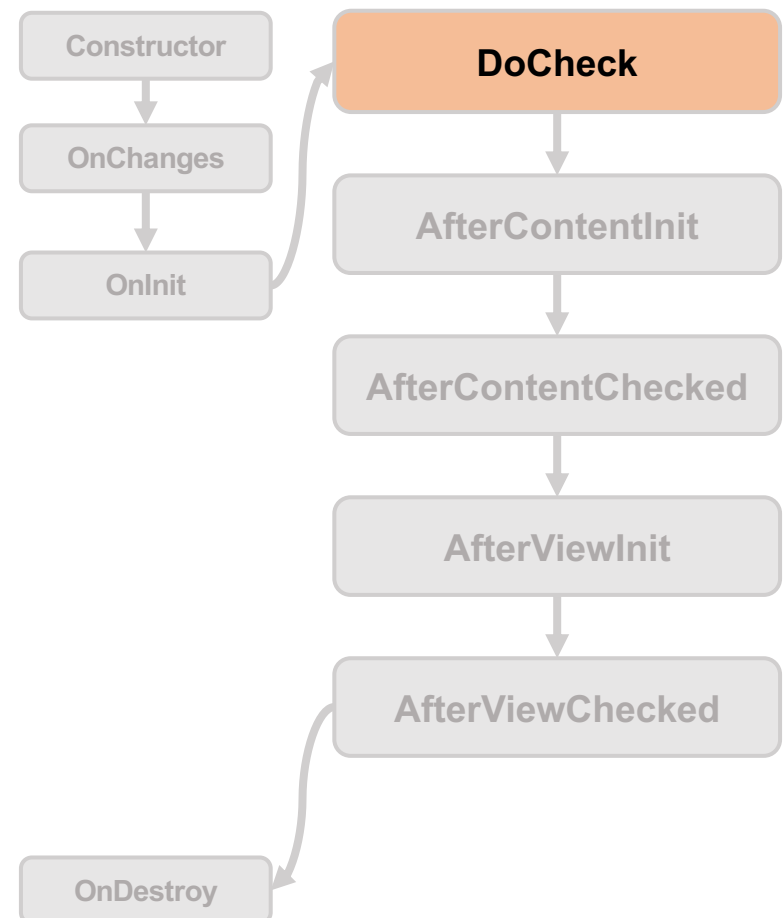 Constructor
OnChanges
OnInit
DoCheck
AfterContentInit
AfterContentChecked
AfterViewInit
AfterViewChecked
OnDestroy